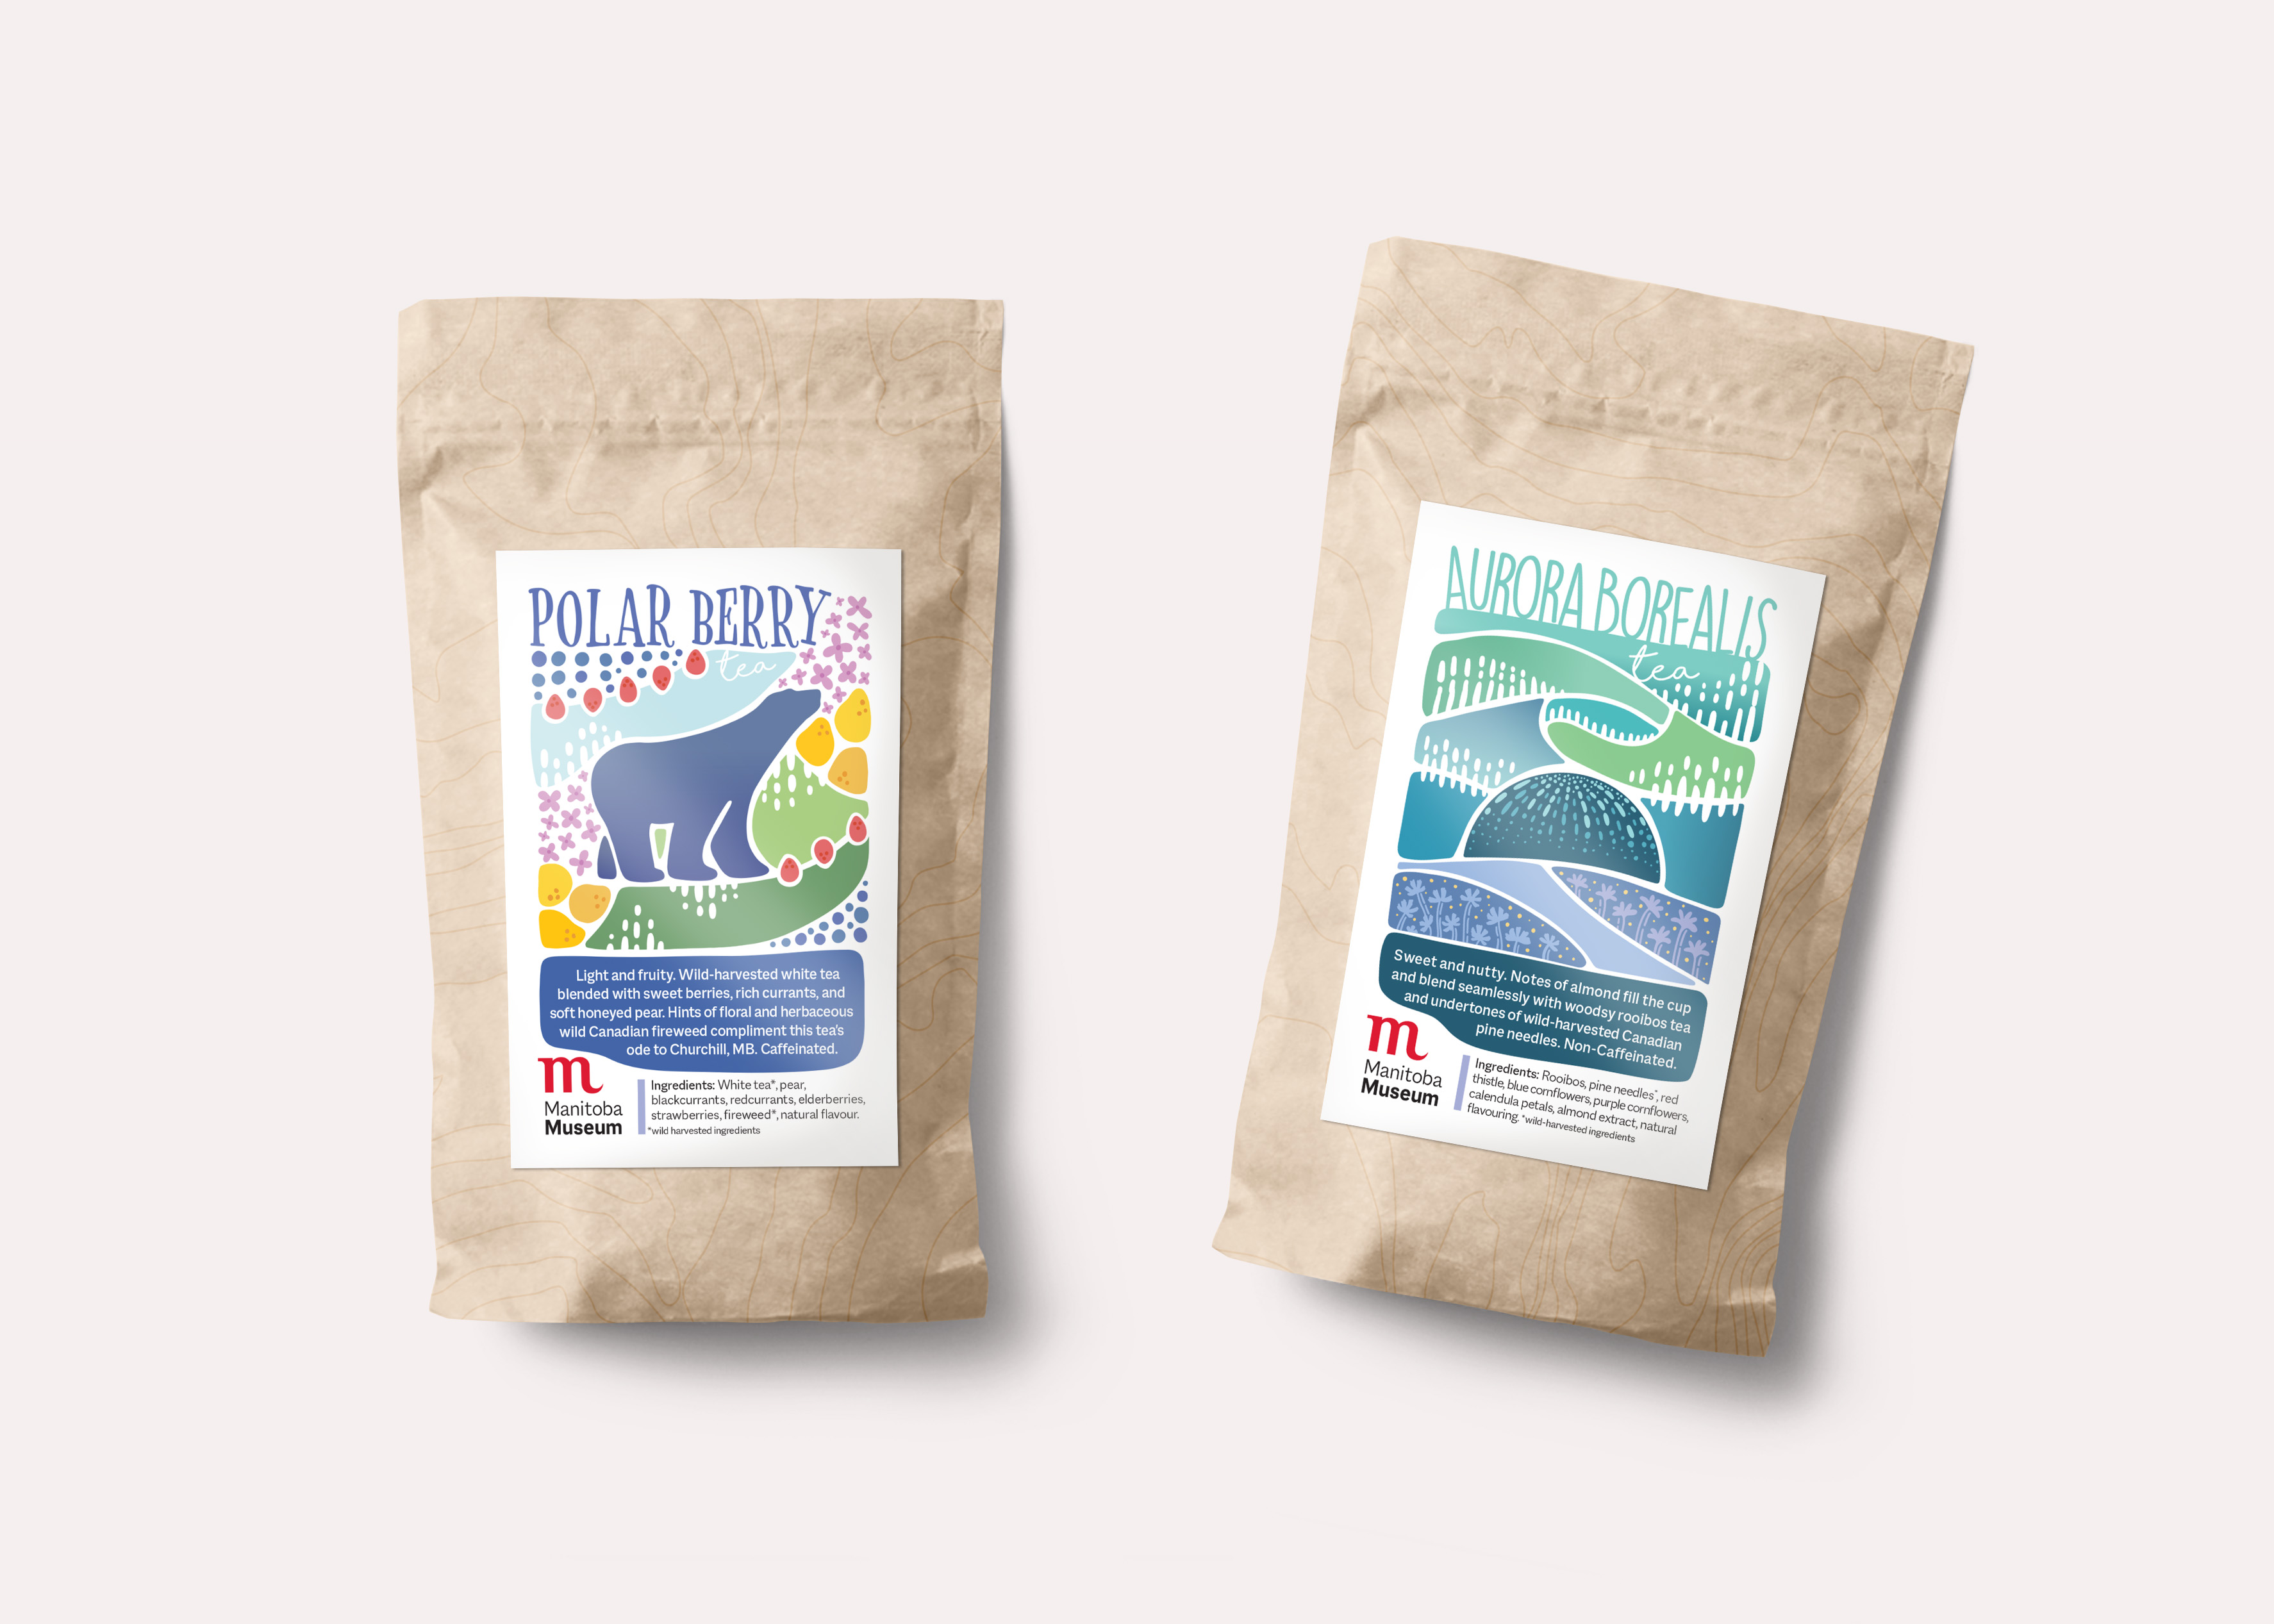 POLAR BERRY
tea
Light and fruity. Wild-harvested white tea
blended with sweet berries, rich currants, and
soft honeyed pear. Hints of floral and herbaceous
wild Canadian fireweed compliment this tea's
ode to Churchill, MB. Caffeinated.
m
Manitoba
Museum
Ingredients: White tea*, pear,
blackcurrants, redcurrants, elderberries,
strawberries, fireweed*, natural flavour.
*wild harvested ingredients
AURORA BOREALIS
tea
Sweet and nutty. Notes of almond fill the cup
and blend seamlessly with woodsy rooibos tea
and undertones of wild-harvested Canadian
pine needles. Non-Caffeinated.
m
Manitoba
Museum
Ingredients: Rooibos, pine needles*, red
thistle, blue cornflowers, purple cornflowers,
calendula petals, almond extract, natural
flavouring. *wild-harvested ingredients